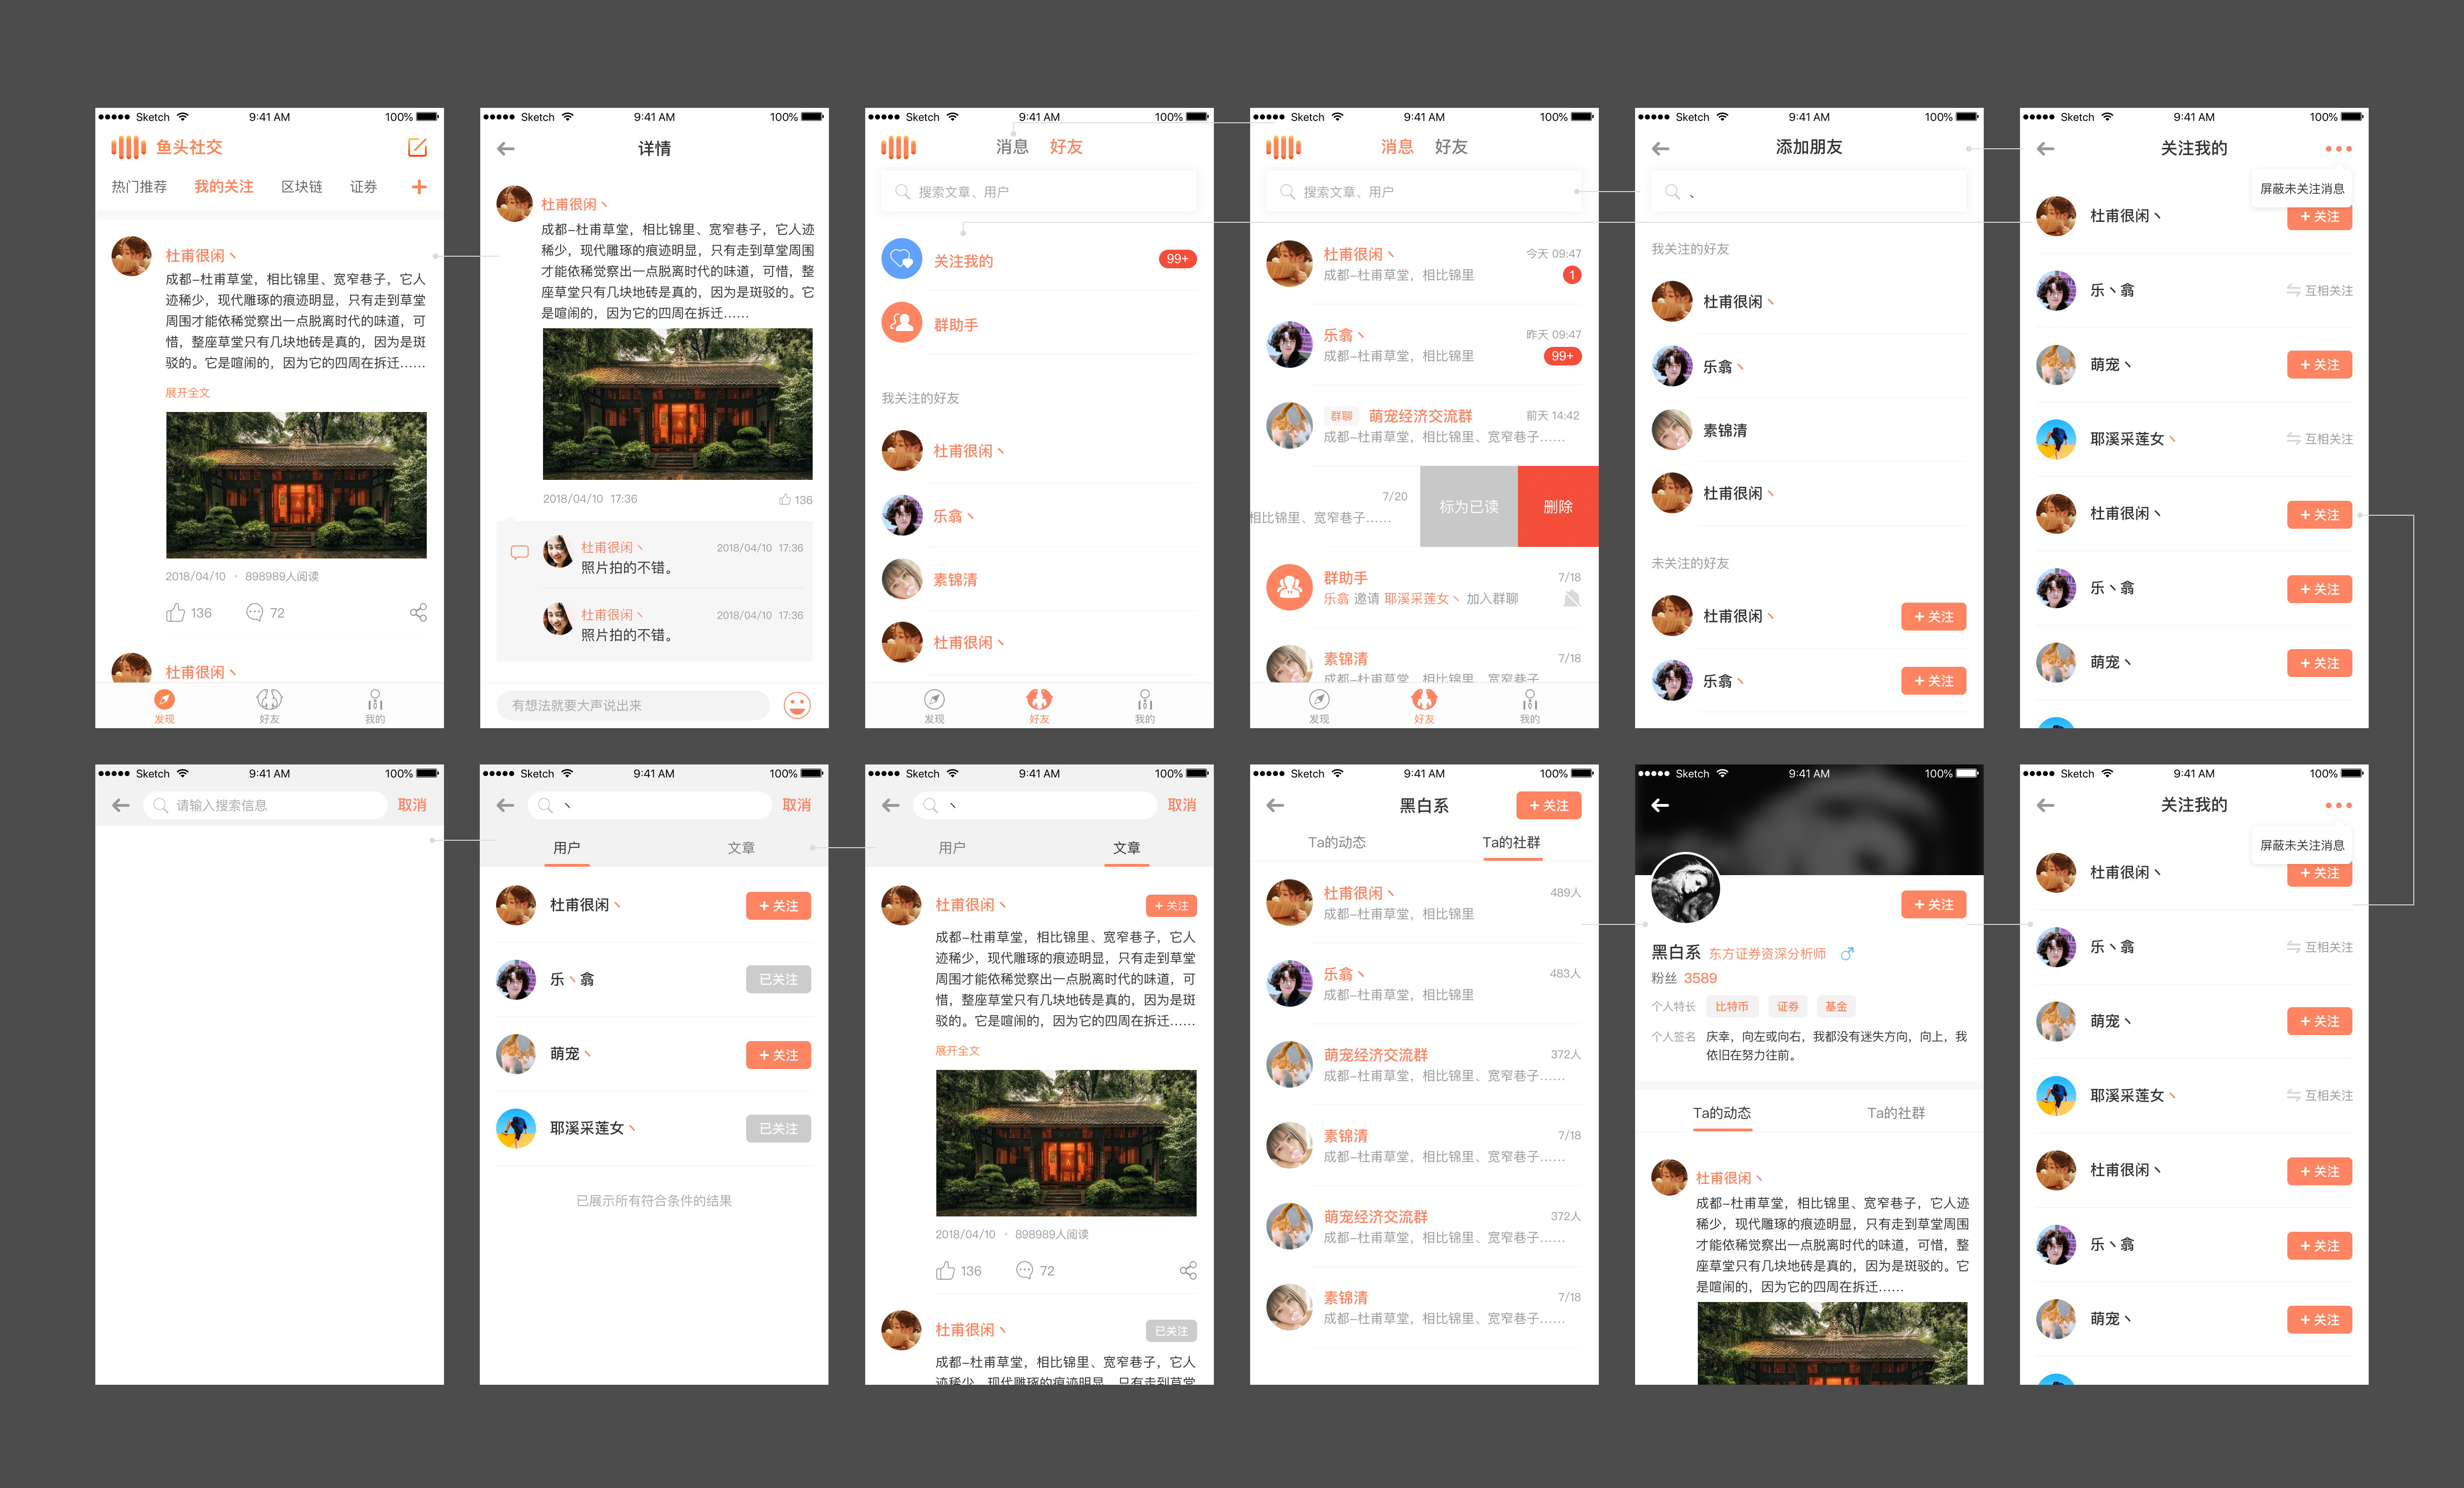 Sketch 9:41 AM 100%
鱼头社交
热门推荐 我的关注 区块链 证券 +
杜甫很闲丶
成都-杜甫草堂，相比锦里、宽窄巷子，它人
迹稀少，现代雕琢的痕迹明显，只有走到草堂
周围才能依稀觉察出一点脱离时代的味道，可
惜，整座草堂只有几块地砖是真的，因为是斑
驳的。它是喧闹的，因为它的四周在拆迁......
展开全文
2018/04/10 · 898989人阅读
136 72
杜甫很闲丶
发现 好友 我的
Sketch 9:41 AM 100%
详情
杜甫很闲丶
成都-杜甫草堂，相比锦里、宽窄巷子，它人迹
稀少，现代雕琢的痕迹明显，只有走到草堂周围
才能依稀觉察出一点脱离时代的味道，可惜，整
座草堂只有几块地砖是真的，因为是斑驳的。它
是喧闹的，因为它的四周在拆迁......
2018/04/10 17:36 136
杜甫很闲丶 2018/04/10 17:36
照片拍的不错。
杜甫很闲丶 2018/04/10 17:36
照片拍的不错。
有想法就要大声说出来
Sketch 9:41 AM 100%
消息 好友
搜索文章、用户
关注我的 99+
群助手
我关注的好友
杜甫很闲丶
乐翕丶
素锦清
杜甫很闲丶
发现 好友 我的
Sketch 9:41 AM 100%
消息 好友
搜索文章、用户
杜甫很闲丶 今天 09:47
成都-杜甫草堂，相比锦里 1
乐翕丶 昨天 09:47
成都-杜甫草堂，相比锦里 99+
群聊 萌宠经济交流群 前天 14:42
成都-杜甫草堂，相比锦里、宽窄巷子......
7/20 标为已读 删除
相比锦里、宽窄巷子......
群助手 7/18
乐翕 邀请 耶溪采莲女丶 加入群聊
素锦清 7/18
成都-杜甫草堂，相比锦里、宽窄巷子......
发现 好友 我的
Sketch 9:41 AM 100%
添加朋友
丶
我关注的好友
杜甫很闲丶
乐翕丶
素锦清
杜甫很闲丶
未关注的好友
杜甫很闲丶 +关注
乐翕丶 +关注
Sketch 9:41 AM 100%
关注我的
屏蔽未关注消息
杜甫很闲丶 +关注
乐丶翕 互相关注
萌宠丶 +关注
耶溪采莲女丶 互相关注
杜甫很闲丶 +关注
乐丶翕 +关注
萌宠丶 +关注
Sketch 9:41 AM 100%
请输入搜索信息 取消
Sketch 9:41 AM 100%
丶 取消
用户 文章
杜甫很闲丶 +关注
乐丶翕 已关注
萌宠丶 +关注
耶溪采莲女丶 已关注
已展示所有符合条件的结果
Sketch 9:41 AM 100%
丶 取消
用户 文章
杜甫很闲丶 +关注
成都-杜甫草堂，相比锦里、宽窄巷子，它人
迹稀少，现代雕琢的痕迹明显，只有走到草堂
周围才能依稀觉察出一点脱离时代的味道，可
惜，整座草堂只有几块地砖是真的，因为是斑
驳的。它是喧闹的，因为它的四周在拆迁......
展开全文
2018/04/10 · 898989人阅读
136 72
杜甫很闲丶 已关注
成都-杜甫草堂，相比锦里、宽窄巷子，它人
迹稀少，现代雕琢的痕迹明显，只有走到草堂
Sketch 9:41 AM 100%
黑白系 +关注
Ta的动态 Ta的社群
杜甫很闲丶 489人
成都-杜甫草堂，相比锦里
乐翕丶 483人
成都-杜甫草堂，相比锦里
萌宠经济交流群 372人
成都-杜甫草堂，相比锦里、宽窄巷子......
素锦清 7/18
成都-杜甫草堂，相比锦里、宽窄巷子......
萌宠经济交流群 372人
成都-杜甫草堂，相比锦里、宽窄巷子......
素锦清 7/18
成都-杜甫草堂，相比锦里、宽窄巷子......
Sketch 9:41 AM 100%
+关注
黑白系 东方证券资深分析师
粉丝 3589
个人特长 比特币 证券 基金
个人签名 庆幸，向左或向右，我都没有迷失方向，向上，我
依旧在努力往前。
Ta的动态 Ta的社群
杜甫很闲丶
成都-杜甫草堂，相比锦里、宽窄巷子，它人迹
稀少，现代雕琢的痕迹明显，只有走到草堂周围
才能依稀觉察出一点脱离时代的味道，可惜，整
座草堂只有几块地砖是真的，因为是斑驳的。它
是喧闹的，因为它的四周在拆迁......
Sketch 9:41 AM 100%
关注我的
屏蔽未关注消息
杜甫很闲丶 +关注
乐丶翕 互相关注
萌宠丶 +关注
耶溪采莲女丶 互相关注
杜甫很闲丶 +关注
乐丶翕 +关注
萌宠丶 +关注